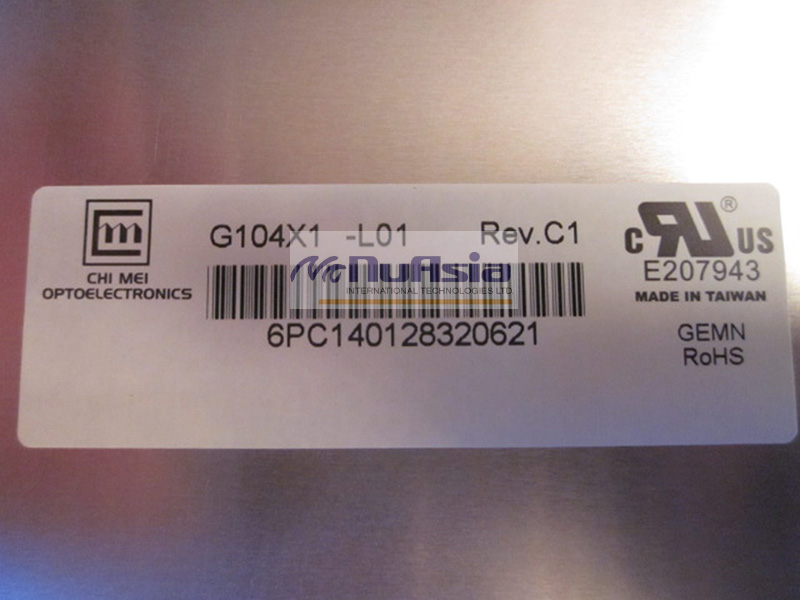 G104X1 -L01 Rev.C1
CHI MEI
OPTOELECTRONICS
NuAsia
INTERNATIONAL TECHNOLOGIES LTD.
6PC140128320621
c RU ® US
E207943
MADE IN TAIWAN
GEMN
RoHS